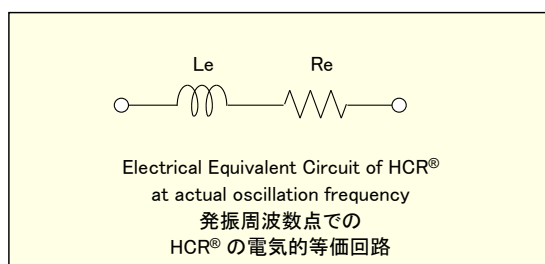 Le Re
Electrical Equivalent Circuit of HCR®
at actual oscillation frequency
発振周波数点での
HCR® の電気的等価回路